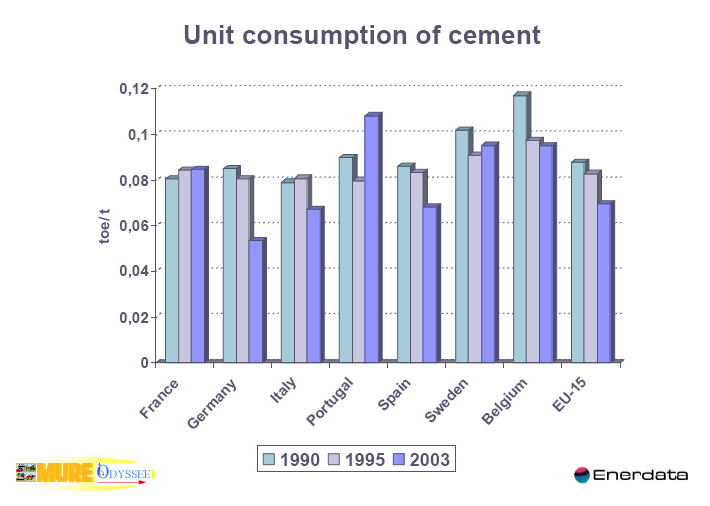 Unit consumption of cement
toe/t
0,12
0,1
0,08
0,06
0,04
0,02
0
France
Germany
Italy
Portugal
Spain
Sweden
Belgium
EU-15
1990 1995 2003
MURE ODYSSEE
Enerdata